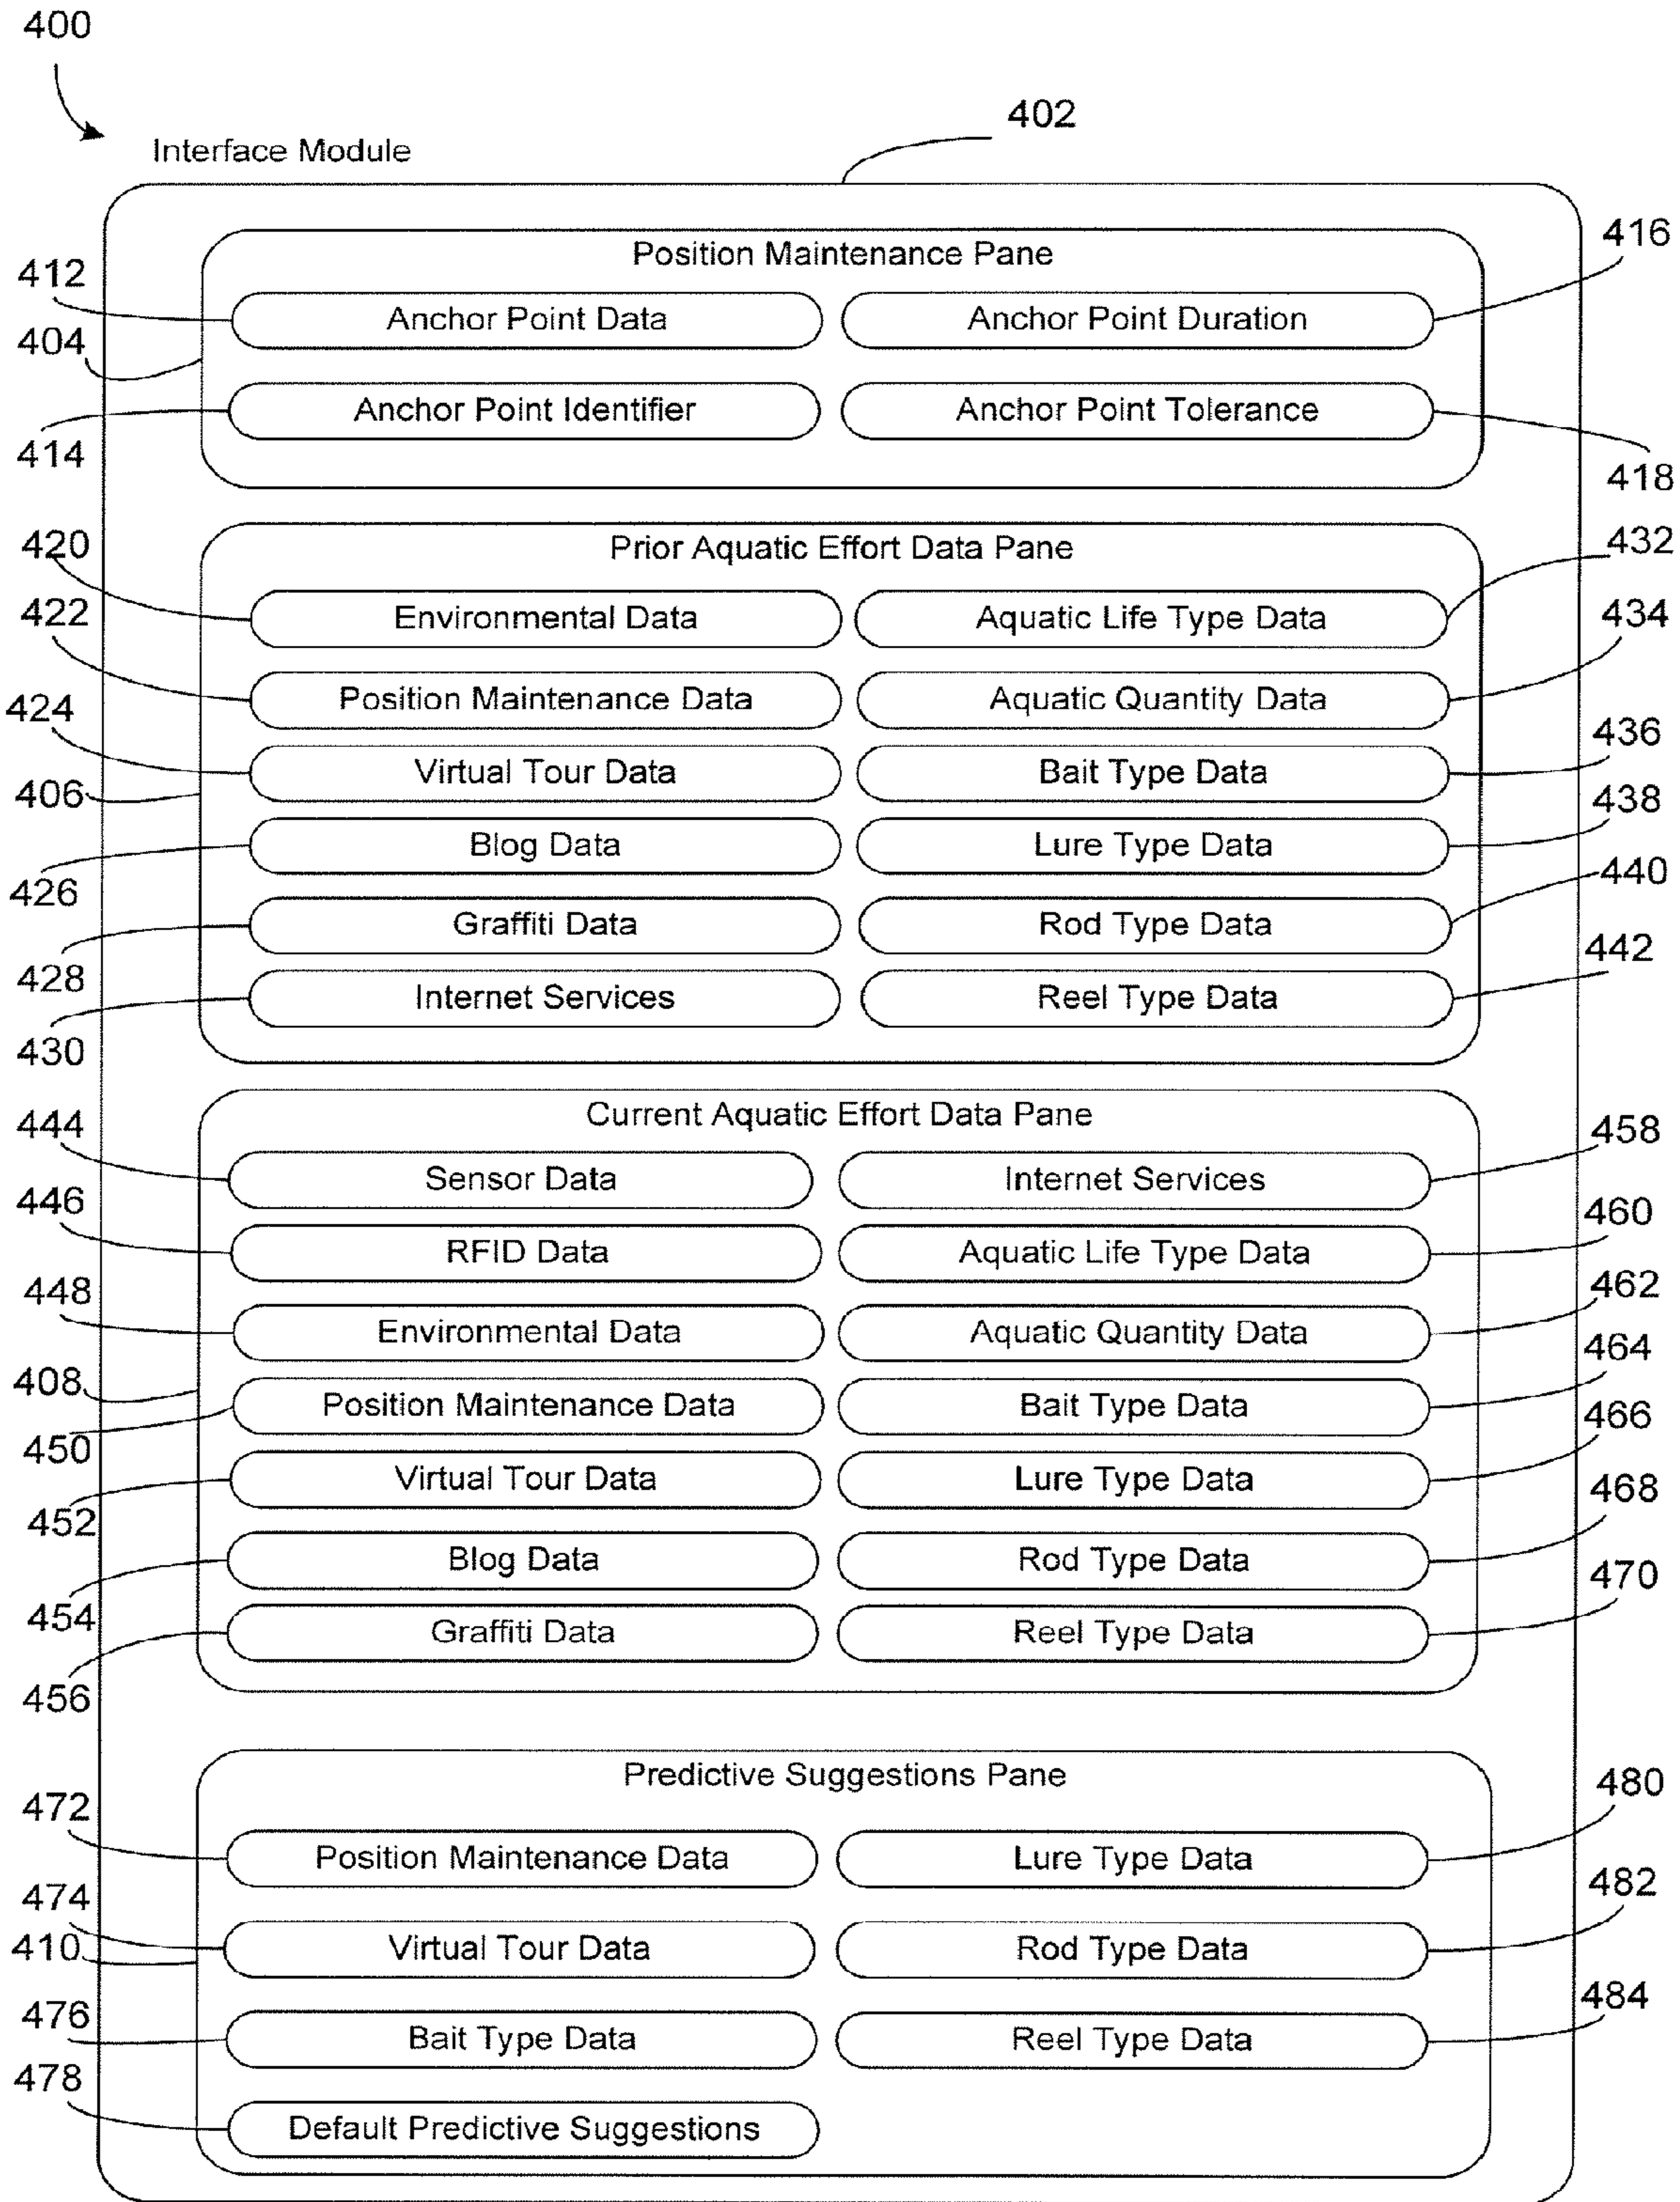 400
402
Interface Module
Position Maintenance Pane
412
416
Anchor Point Data
Anchor Point Duration
404
Anchor Point Identifier
Anchor Point Tolerance
414
418
Prior Aquatic Effort Data Pane
420
432
Environmental Data
Aquatic Life Type Data
422
434
Position Maintenance Data
Aquatic Quantity Data
424
436
Virtual Tour Data
Bait Type Data
406
438
Blog Data
Lure Type Data
426
440
Graffiti Data
Rod Type Data
428
442
Internet Services
Reel Type Data
430
Current Aquatic Effort Data Pane
444
458
Sensor Data
Internet Services
446
460
RFID Data
Aquatic Life Type Data
448
462
Environmental Data
Aquatic Quantity Data
408
464
Position Maintenance Data
Bait Type Data
450
466
Virtual Tour Data
Lure Type Data
452
468
Blog Data
Rod Type Data
454
470
Graffiti Data
Reel Type Data
456
Predictive Suggestions Pane
472
480
Position Maintenance Data
Lure Type Data
474
482
Virtual Tour Data
Rod Type Data
410
476
484
Bait Type Data
Reel Type Data
478
Default Predictive Suggestions